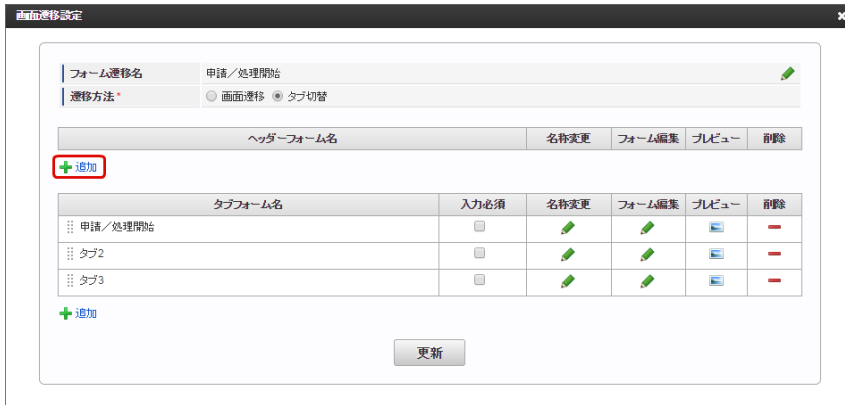 画面遷移設定
フォーム遷移名 申請／処理開始
遷移方法* 画面遷移 タブ切替
ヘッダーフォーム名 名称変更 フォーム編集 プレビュー 削除
追加
タブフォーム名 入力必須 名称変更 フォーム編集 プレビュー 削除
申請／処理開始
タブ2
タブ3
追加
更新